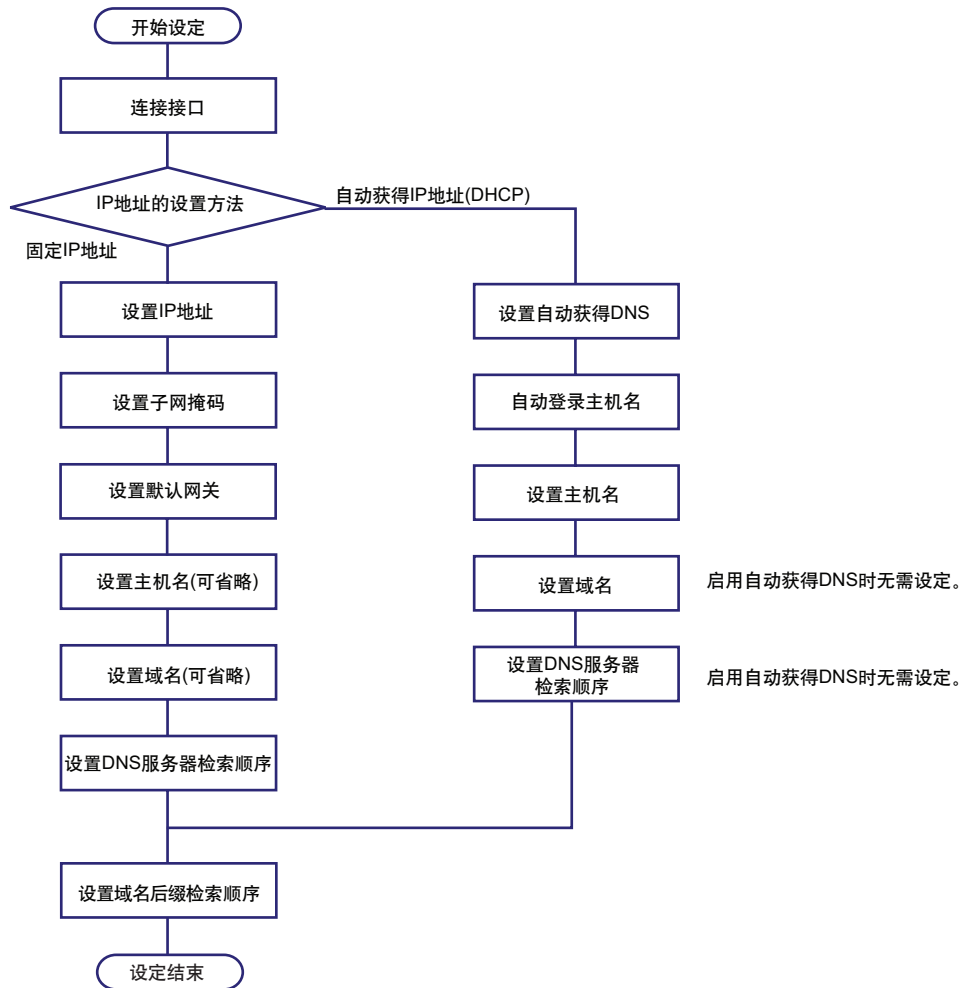 开始设定
连接接口
IP地址的设置方法
自动获得IP地址(DHCP)
固定IP地址
设置IP地址
设置子网掩码
设置默认网关
设置主机名(可省略)
设置域名(可省略)
设置DNS服务器检索顺序
设置自动获得DNS
自动登录主机名
设置主机名
设置域名
启用自动获得DNS时无需设定。
设置DNS服务器
检索顺序
启用自动获得DNS时无需设定。
设置域名后缀检索顺序
设定结束